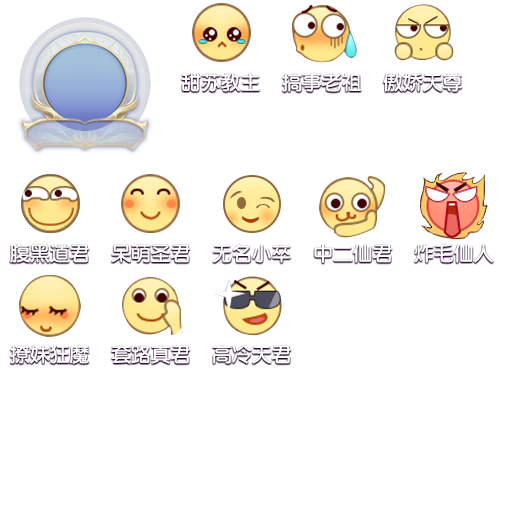 甜苏教主 搞事老祖 傲娇天尊
腹黑道君 呆萌圣君 无名小卒 中二仙君 炸毛仙人
撩妹狂魔 套路真君 高冷天君